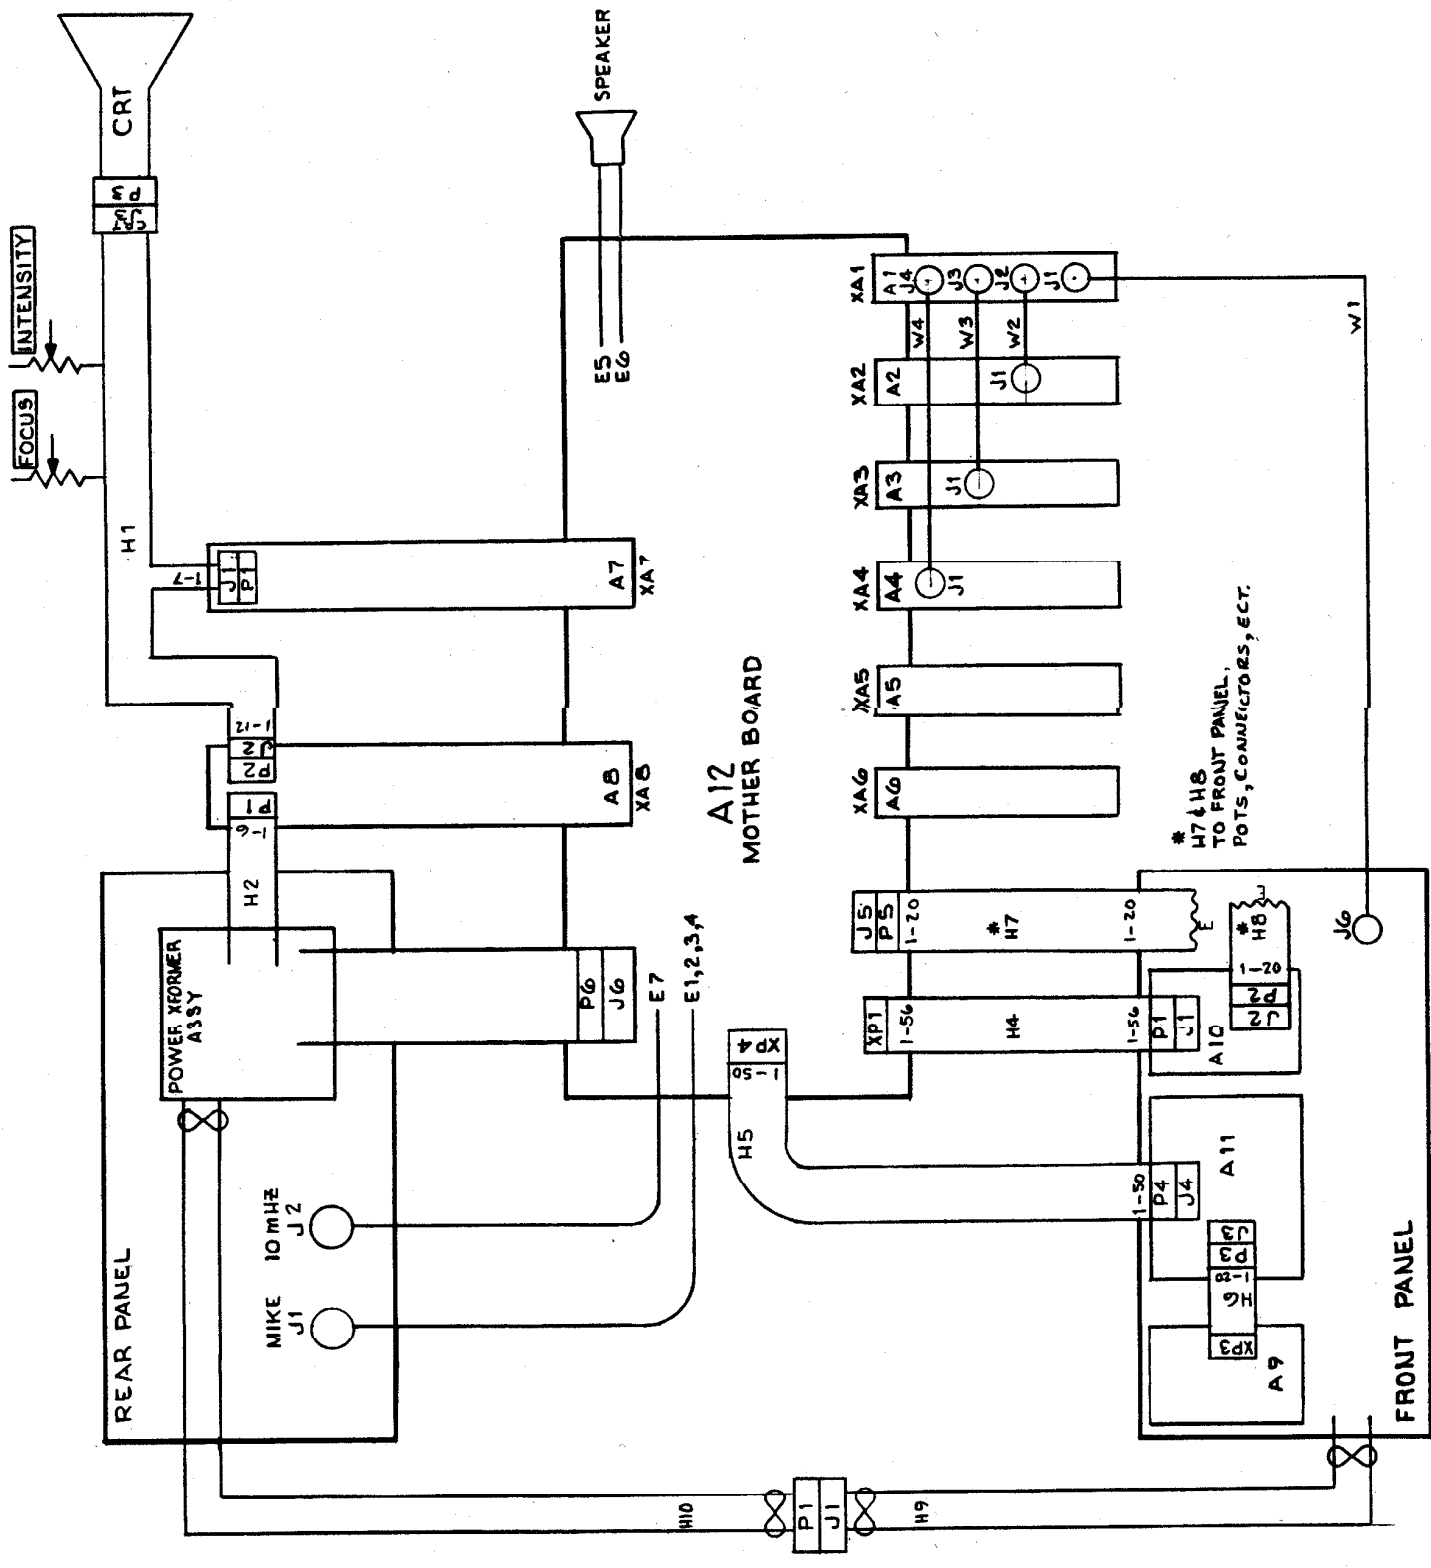 INTENSITY
FOCUS
CRT
P3
H1
1-7
J1
P1
A7
XA7
SPEAKER
E5
E6
1-12
J2
P2
P1
1-6
A8
XA8
H2
POWER XFORMER
ASSY
P6
J6
E7
E1,2,3,4
REAR PANEL
10 mHZ
J2
MIKE
J1
A12
MOTHER BOARD
XA1
A1
J4
J3
J2
J1
W4
W3
W2
W1
XA2
A2
J1
XA3
A3
J1
XA4
A4
J1
XA5
A5
XA6
A6
*
H7 & H8
TO FRONT PANEL,
POTS, CONNECTORS, ECT.
J5
P5
1-20
*
H7
1-20
E
XP1
1-56
H4
1-56
P1
J1
A10
*
H8
E
1-20
P2
J2
J6
XP4
1-50
H5
1-50
P4
J4
A11
J3
P3
H6
XP3
A9
FRONT PANEL
H10
P1
J1
H9